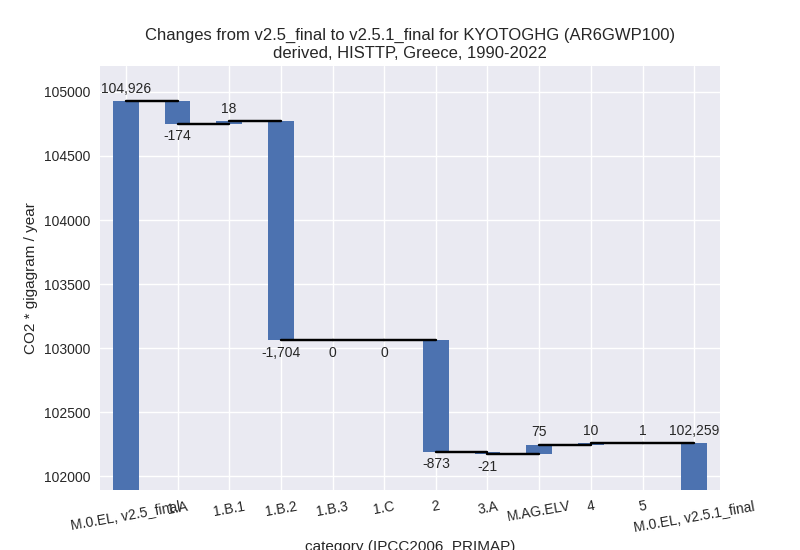 Changes from v2.5_final to v2.5.1_final for KYOTOGHG (AR6GWP100)
derived, HISTTP, Greece, 1990-2022
CO2 * gigagram / year
105000
104500
104000
103500
103000
102500
102000
104,926
-174
18
-1,704
0
0
-873
-21
75
10
1
102,259
M.0.EL, v2.5_final
1.A
1.B.1
1.B.2
1.B.3
1.C
2
3.A
M.AG.ELV
4
5
M.0.EL, v2.5.1_final
category (IPCC2006_PRIMAP)